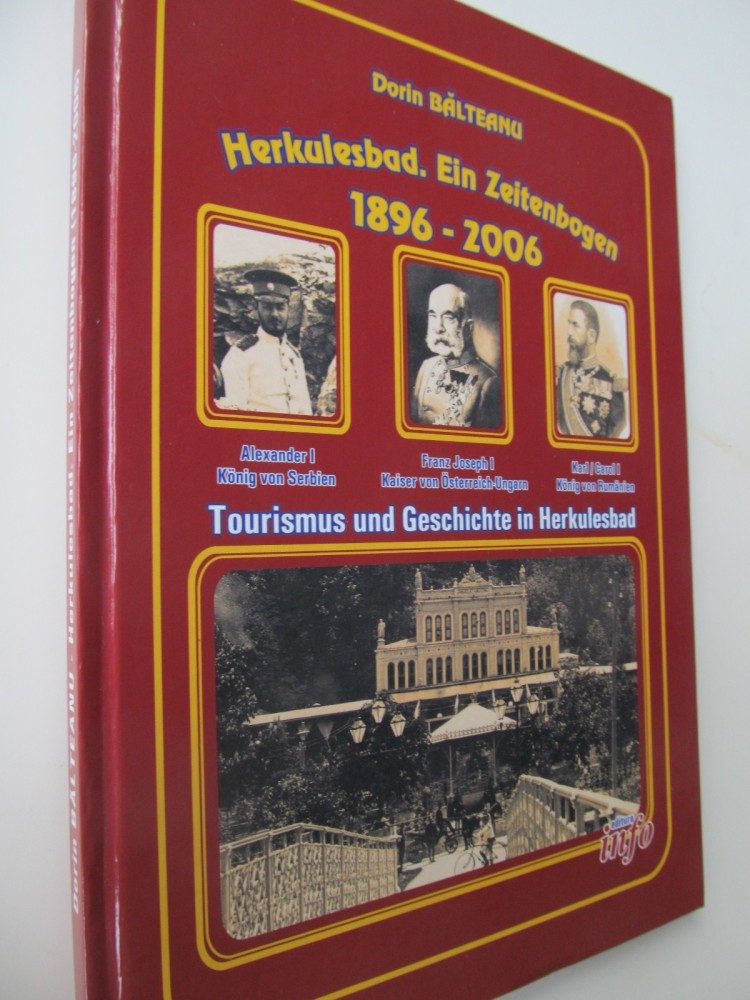 Dorin BĂLTEANU
Herkulesbad. Ein Zeitenbogen
1896 - 2006
Alexander I
König von Serbien
Franz Joseph I
Kaiser von Österreich-Ungarn
Karl / Carol I
König von Rumänien
Tourismus und Geschichte in Herkulesbad
editura
info
Dorin BĂLTEANU - Herkulesbad. Ein Zeitenbogen (1896-2006)